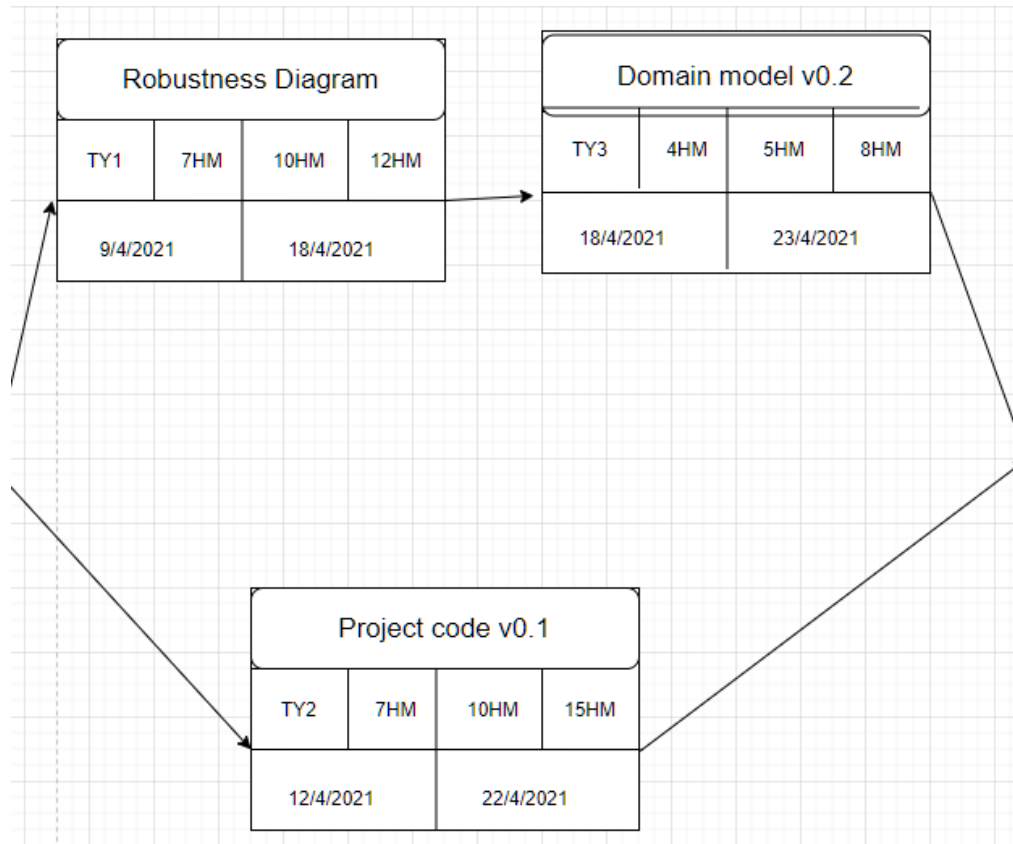 Robustness Diagram
TY1 7HM 10HM 12HM
9/4/2021 18/4/2021
Domain model v0.2
TY3 4HM 5HM 8HM
18/4/2021 23/4/2021
Project code v0.1
TY2 7HM 10HM 15HM
12/4/2021 22/4/2021